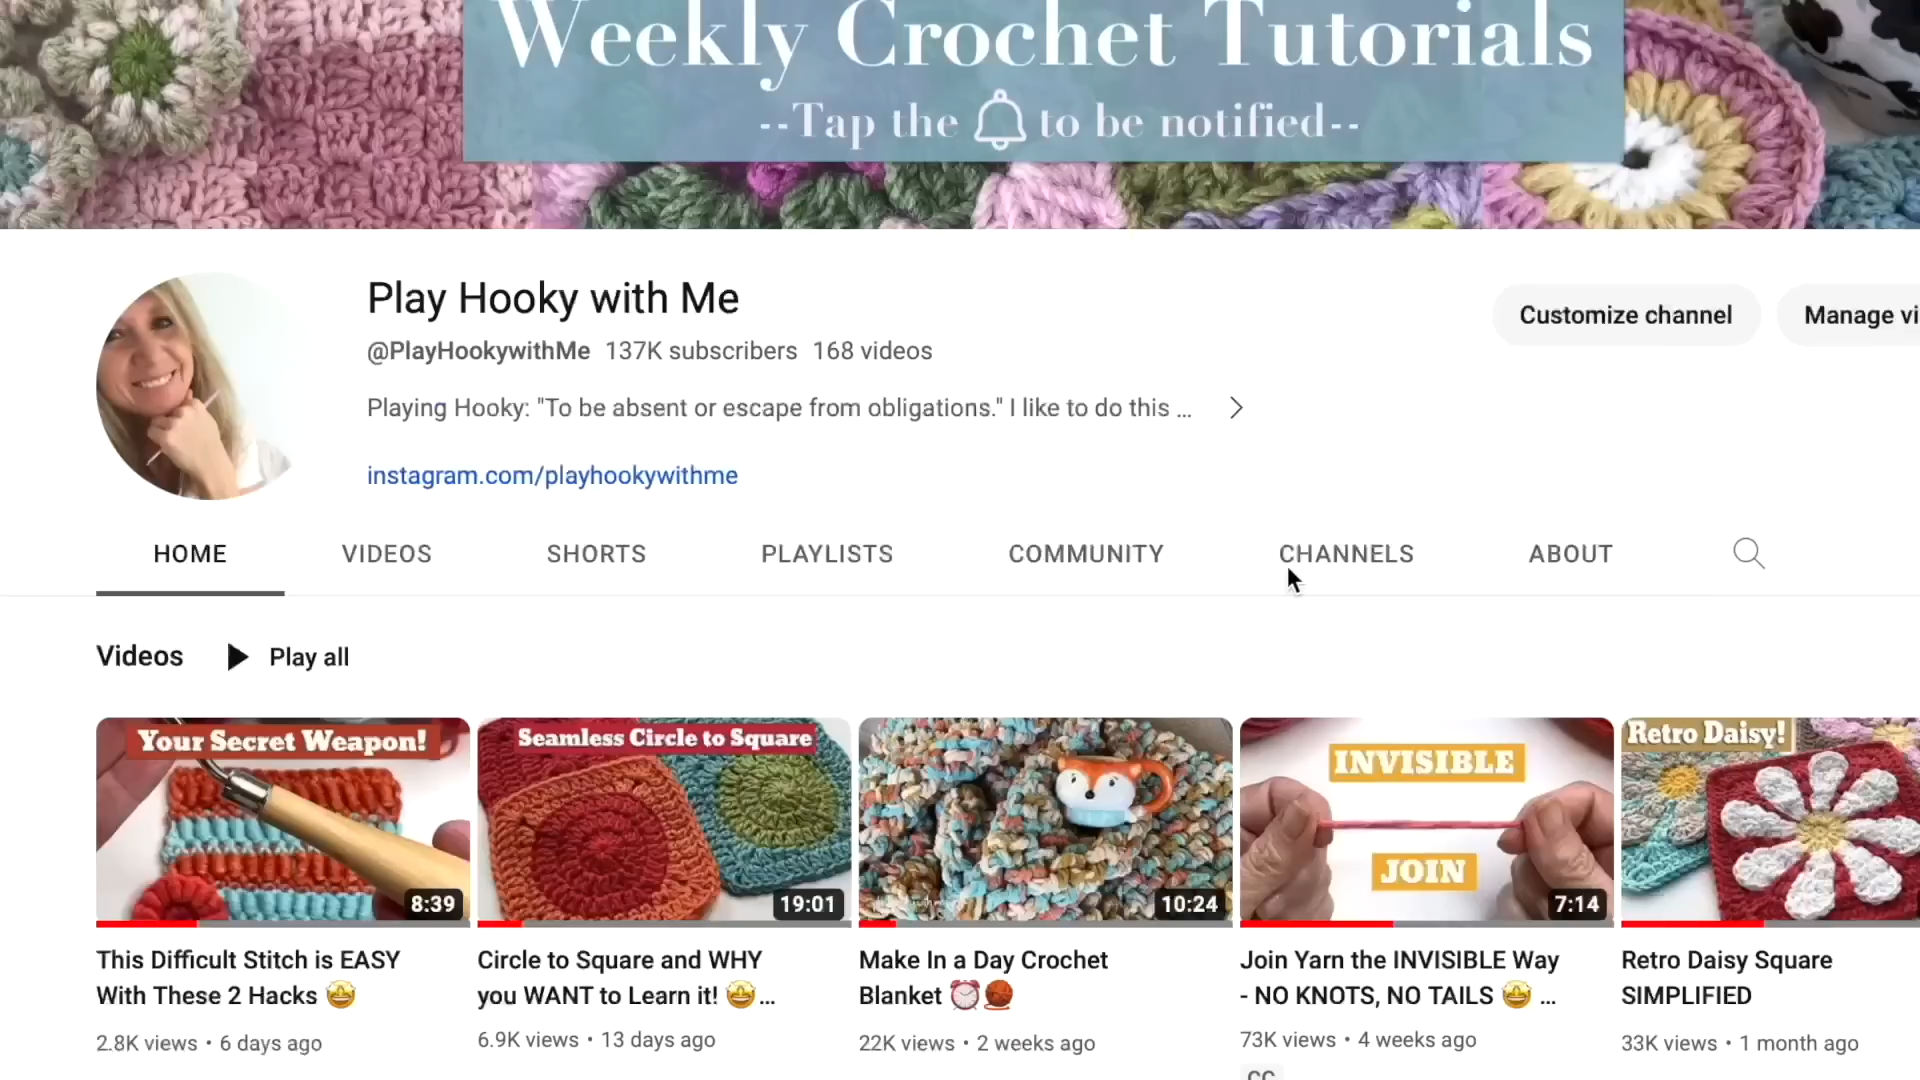 Weekly Crochet Tutorials
--Tap the to be notified--
Play Hooky with Me
@PlayHookywithMe 137K subscribers 168 videos
Playing Hooky: "To be absent or escape from obligations." I like to do this ...
instagram.com/playhookywithme
Customize channel
Manage vi
HOME VIDEOS SHORTS PLAYLISTS COMMUNITY CHANNELS ABOUT
Videos Play all
Your Secret Weapon!
8:39
This Difficult Stitch is EASY
With These 2 Hacks 🤩
2.8K views • 6 days ago
Seamless Circle to Square
19:01
Circle to Square and WHY
you WANT to Learn it! 🤩...
6.9K views • 13 days ago
10:24
Make In a Day Crochet
Blanket ⏰🧶
22K views • 2 weeks ago
INVISIBLE
JOIN
7:14
Join Yarn the INVISIBLE Way
- NO KNOTS, NO TAILS 🤩 ...
73K views • 4 weeks ago
CC
Retro Daisy!
Retro Daisy Square
SIMPLIFIED
33K views • 1 month ago